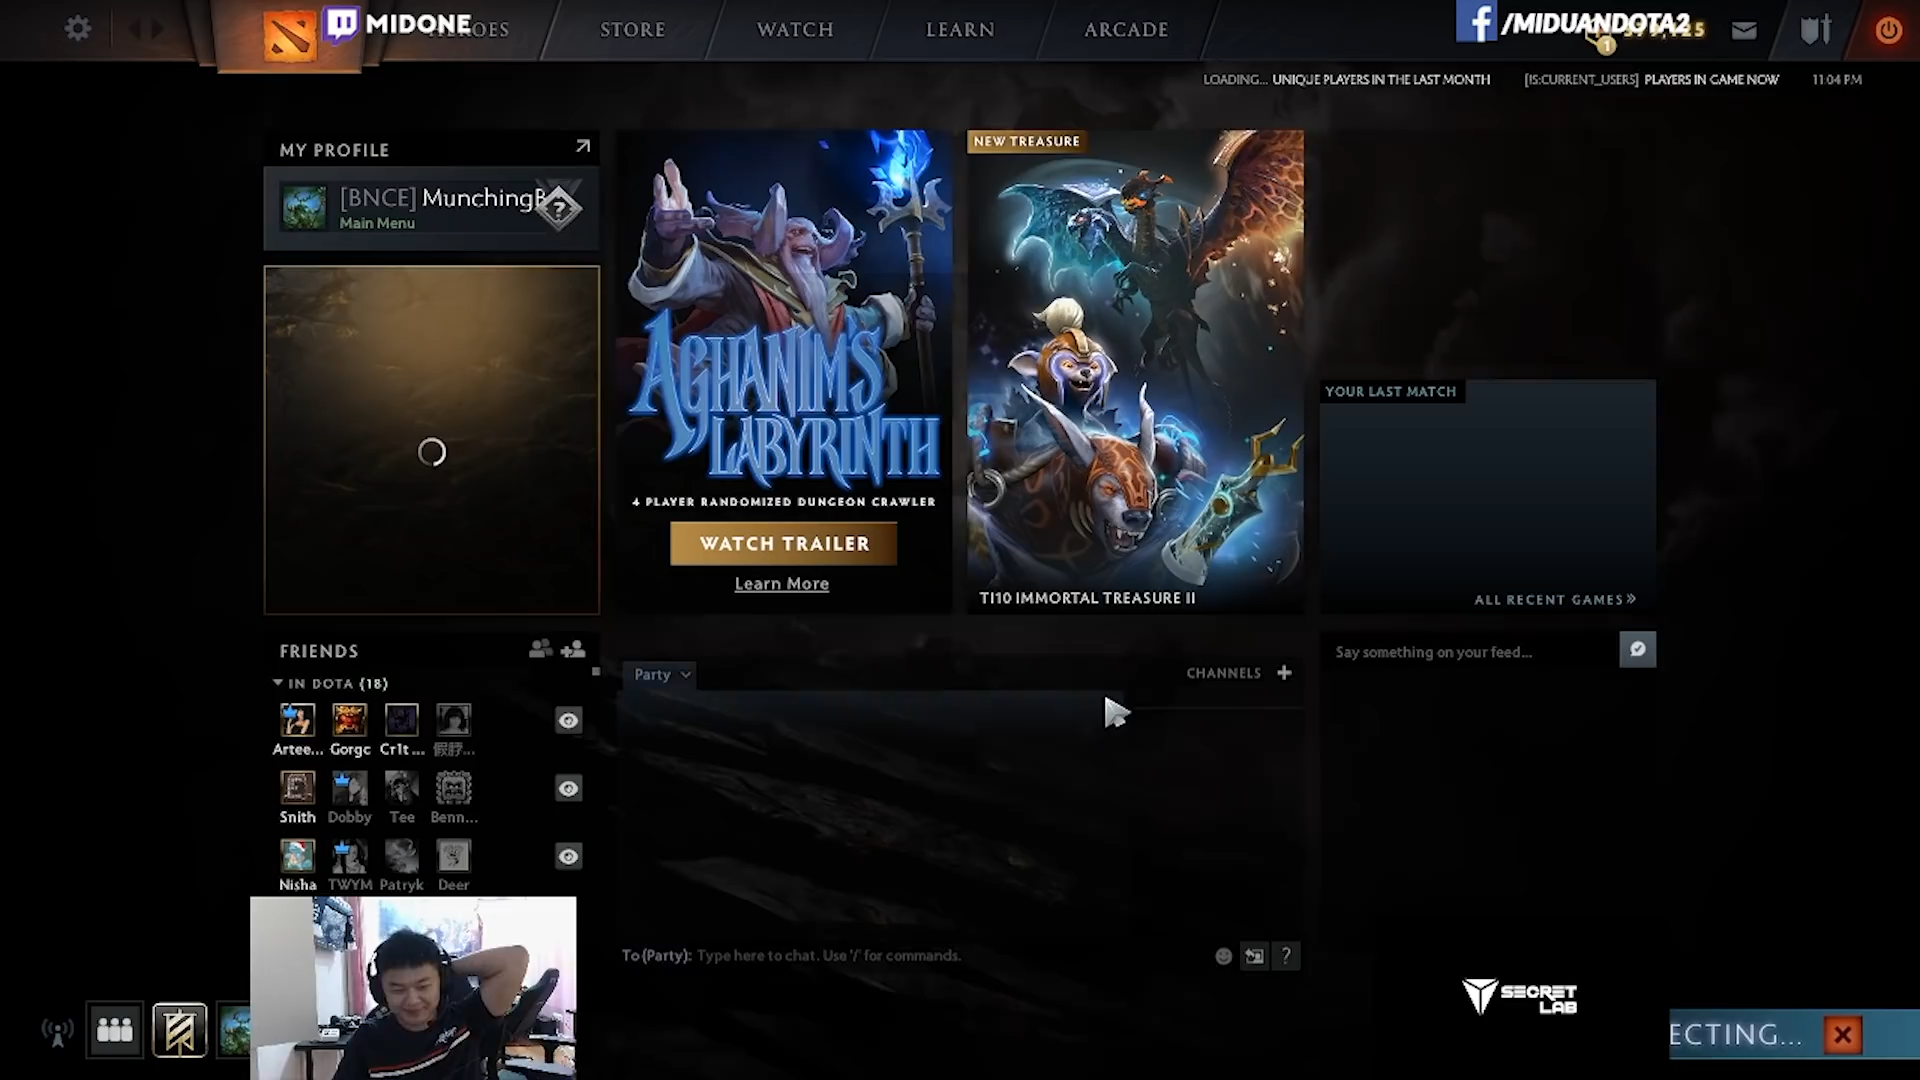 MIDONE
STORE
WATCH
LEARN
ARCADE
/MIDUANDOTA2
LOADING... UNIQUE PLAYERS IN THE LAST MONTH
[!S:CURRENT_USERS] PLAYERS IN GAME NOW
11:04 PM
MY PROFILE
[BNCE] MunchingB
Main Menu
?
AGHANIM'S
LABYRINTH
4 PLAYER RANDOMIZED DUNGEON CRAWLER
WATCH TRAILER
Learn More
NEW TREASURE
TI10 IMMORTAL TREASURE II
YOUR LAST MATCH
ALL RECENT GAMES
FRIENDS
IN DOTA (18)
Artee... Gorgc Cr1t ...
Snith Dobby Tee Benn...
Nisha TWYM Patryk Deer
Party
CHANNELS
Say something on your feed...
To (Party): Type here to chat. Use '/' for commands.
?
SECRET
LAB
ECTING...